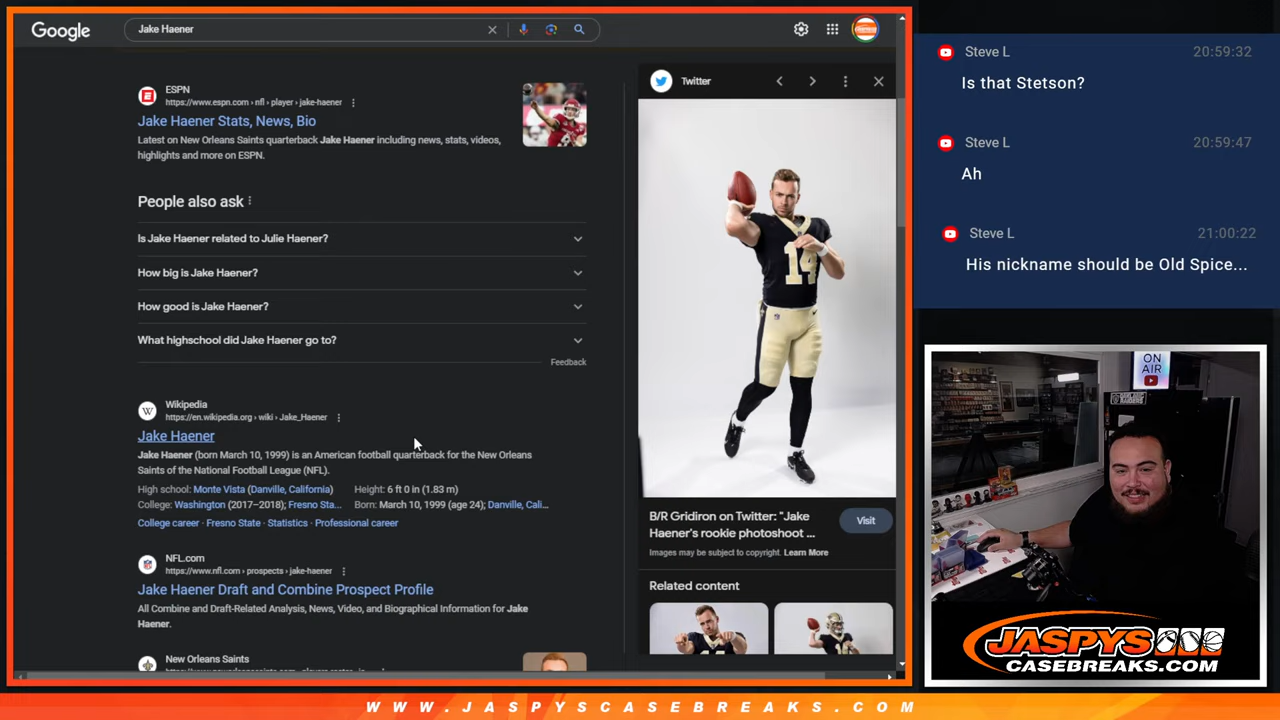 Google
Jake Haener
ESPN
https://www.espn.com › nfl › player › jake-haener
Jake Haener Stats, News, Bio
Latest on New Orleans Saints quarterback Jake Haener including news, stats, videos,
highlights and more on ESPN.
People also ask
Is Jake Haener related to Julie Haener?
How big is Jake Haener?
How good is Jake Haener?
What highschool did Jake Haener go to?
Feedback
Wikipedia
https://en.wikipedia.org › wiki › Jake_Haener
Jake Haener
Jake Haener (born March 10, 1999) is an American football quarterback for the New Orleans
Saints of the National Football League (NFL).
High school: Monte Vista (Danville, California) Height: 6 ft 0 in (1.83 m)
College: Washington (2017–2018); Fresno Sta... Born: March 10, 1999 (age 24); Danville, Cali...
College career · Fresno State · Statistics · Professional career
NFL.com
https://www.nfl.com › prospects › jake-haener
Jake Haener Draft and Combine Prospect Profile
All Combine and Draft-Related Analysis, News, Video, and Biographical Information for Jake
Haener.
New Orleans Saints
Twitter
14
B/R Gridiron on Twitter: "Jake
Haener's rookie photoshoot ...
Visit
Images may be subject to copyright. Learn More
Related content
Steve L 20:59:32
Is that Stetson?
Steve L 20:59:47
Ah
Steve L 21:00:22
His nickname should be Old Spice...
ON
AIR
JASPYS
CASEBREAKS.COM
WWW.JASPYSCASEBREAKS.COM